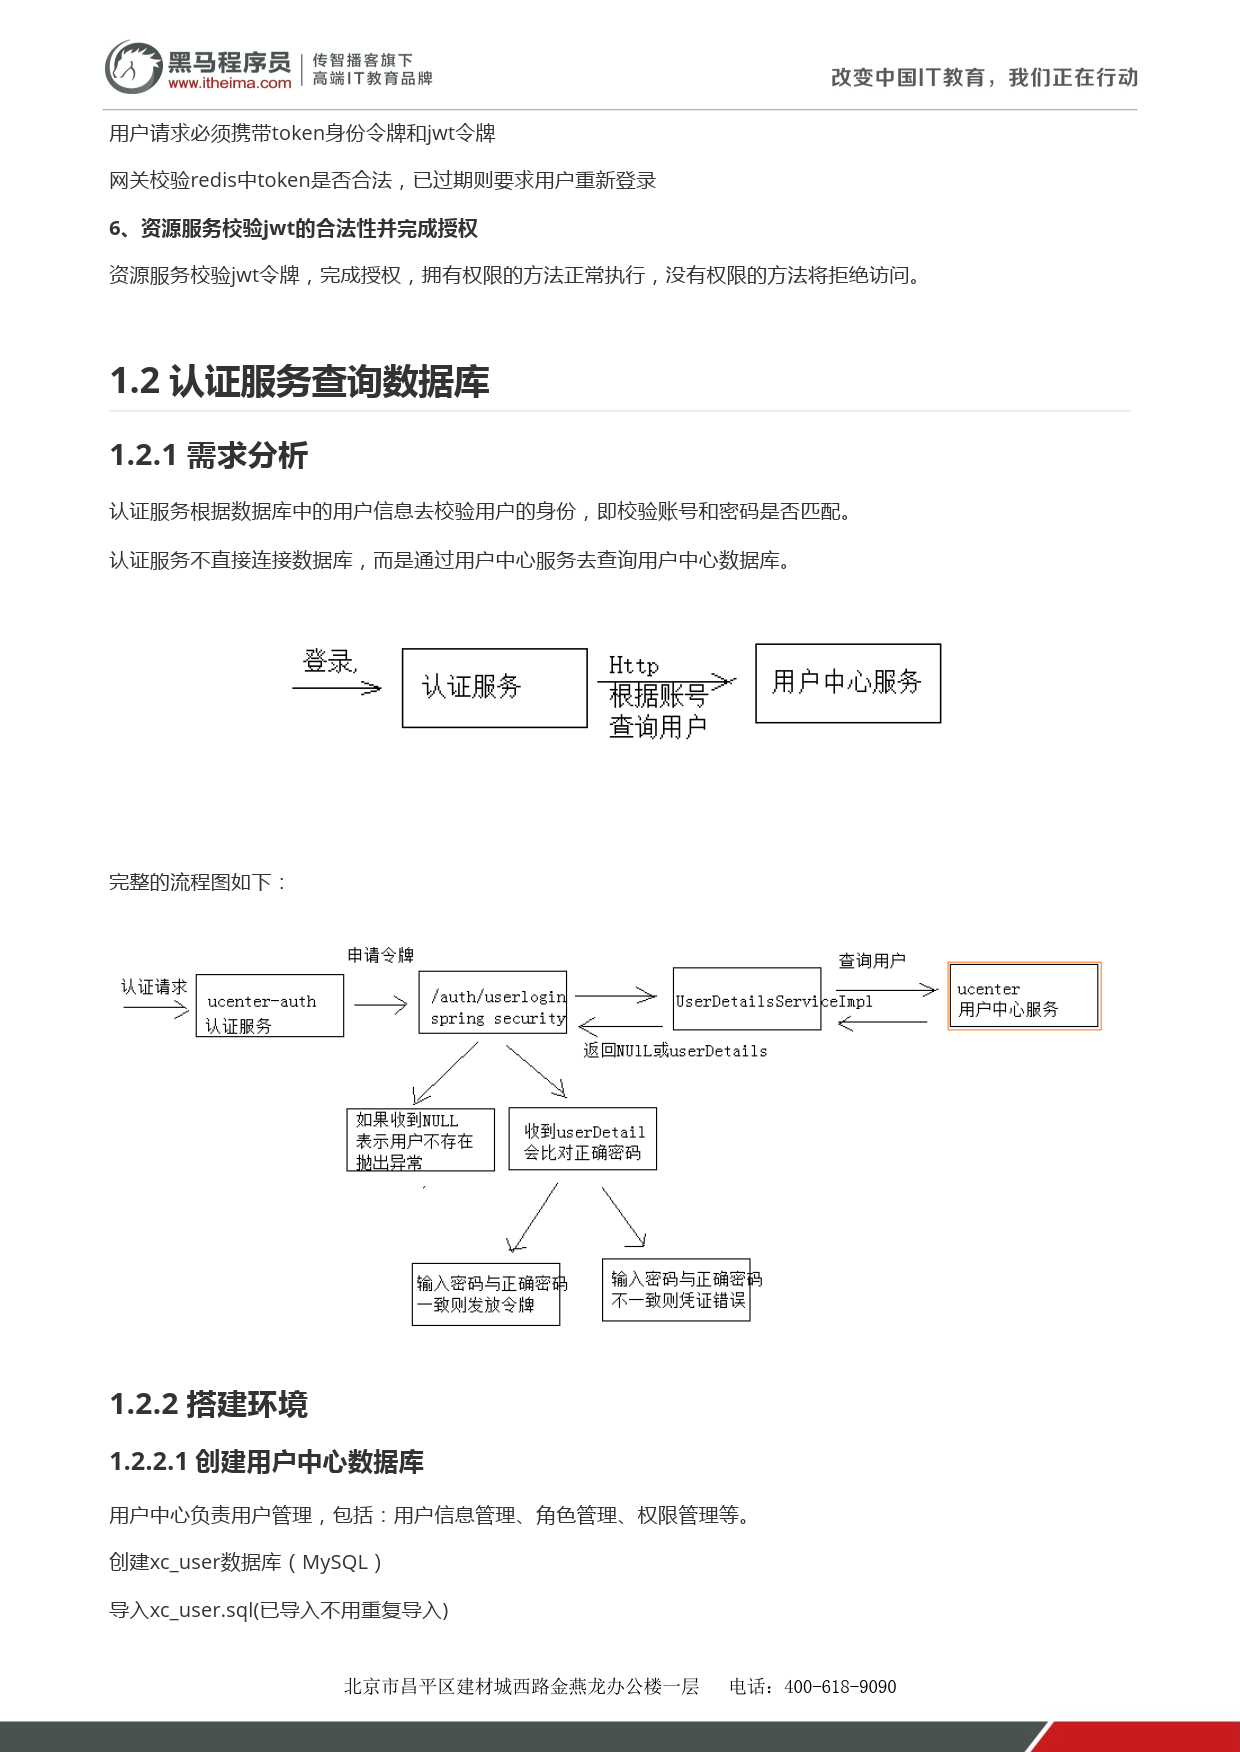 黑马程序员
www.itheima.com
传智播客旗下
高端IT教育品牌
改变中国IT教育，我们正在行动
用户请求必须携带token身份令牌和jwt令牌
网关校验redis中token是否合法，已过期则要求用户重新登录
6、资源服务校验jwt的合法性并完成授权
资源服务校验jwt令牌，完成授权，拥有权限的方法正常执行，没有权限的方法将拒绝访问。
1.2 认证服务查询数据库
1.2.1 需求分析
认证服务根据数据库中的用户信息去校验用户的身份，即校验账号和密码是否匹配。
认证服务不直接连接数据库，而是通过用户中心服务去查询用户中心数据库。
登录,
认证服务
Http
根据账号
查询用户
用户中心服务
完整的流程图如下：
认证请求
ucenter-auth
认证服务
申请令牌
/auth/userlogin
spring security
UserDetailsServiceImpl
返回NUlL或userDetails
查询用户
ucenter
用户中心服务
如果收到NULL
表示用户不存在
抛出异常
收到userDetail
会比对正确密码
输入密码与正确密码
一致则发放令牌
输入密码与正确密码
不一致则凭证错误
1.2.2 搭建环境
1.2.2.1 创建用户中心数据库
用户中心负责用户管理，包括：用户信息管理、角色管理、权限管理等。
创建xc_user数据库（MySQL）
导入xc_user.sql(已导入不用重复导入)
北京市昌平区建材城西路金燕龙办公楼一层 电话：400-618-9090